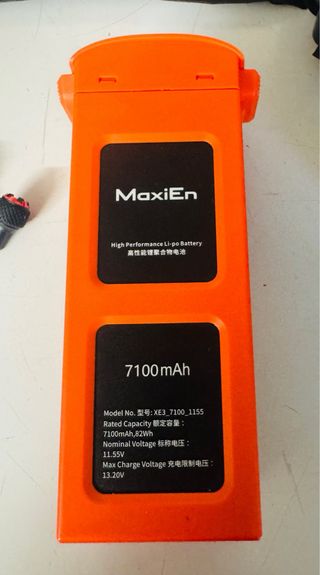 MaxiEn
High Performance Li-po Battery
高性能锂聚合物电池
7100mAh
Model No. 型号: XE3_7100_1155
Rated Capacity 额定容量：
7100mAh,82Wh
Nominal Voltage 标称电压：
11.55V
Max Charge Voltage 充电限制电压：
13.20V